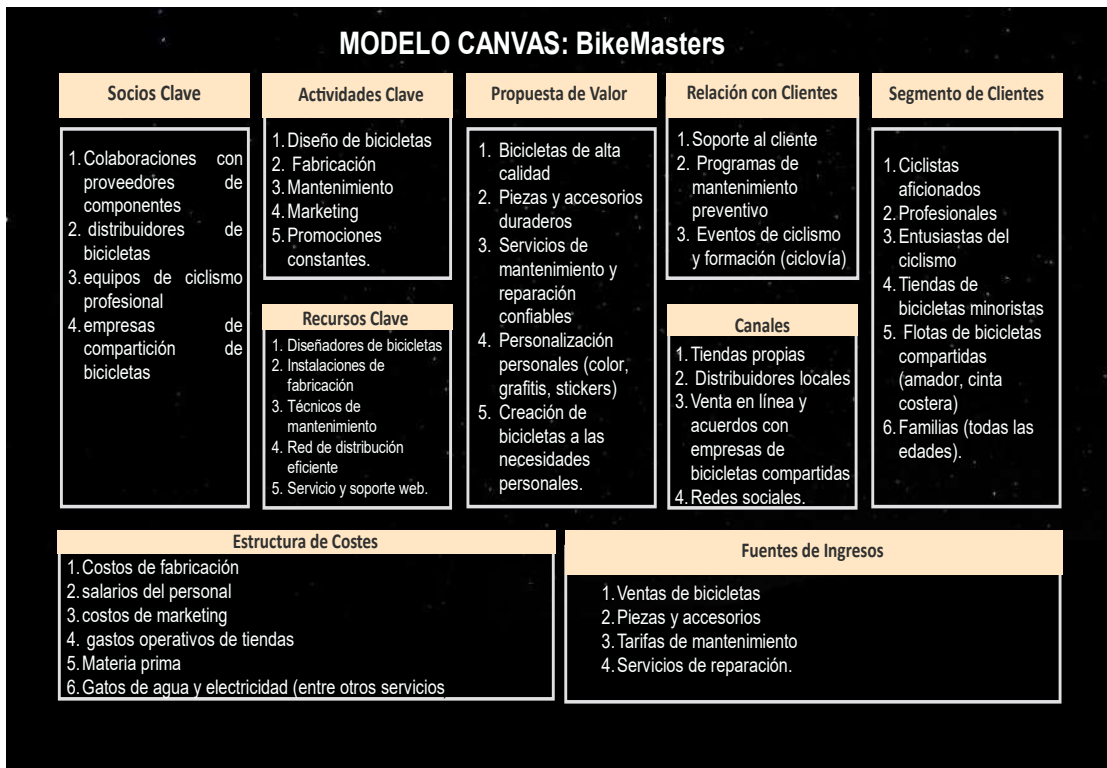 MODELO CANVAS: BikeMasters
Socios Clave
1. Colaboraciones con
proveedores de
componentes
2. distribuidores de
bicicletas
3. equipos de ciclismo
profesional
4. empresas de
compartición de
bicicletas
Actividades Clave
1. Diseño de bicicletas
2. Fabricación
3. Mantenimiento
4. Marketing
5. Promociones
constantes.
Recursos Clave
1. Diseñadores de bicicletas
2. Instalaciones de
fabricación
3. Técnicos de
mantenimiento
4. Red de distribución
eficiente
5. Servicio y soporte web.
Propuesta de Valor
1. Bicicletas de alta
calidad
2. Piezas y accesorios
duraderos
3. Servicios de
mantenimiento y
reparación
confiables
4. Personalización
personales (color,
grafitis, stickers)
5. Creación de
bicicletas a las
necesidades
personales.
Relación con Clientes
1. Soporte al cliente
2. Programas de
mantenimiento
preventivo
3. Eventos de ciclismo
y formación (ciclovía)
Canales
1. Tiendas propias
2. Distribuidores locales
3. Venta en línea y
acuerdos con
empresas de
bicicletas compartidas
4. Redes sociales.
Segmento de Clientes
1. Ciclistas
aficionados
2. Profesionales
3. Entusiastas del
ciclismo
4. Tiendas de
bicicletas minoristas
5. Flotas de bicicletas
compartidas
(amador, cinta
costera)
6. Familias (todas las
edades).
Estructura de Costes
1. Costos de fabricación
2. salarios del personal
3. costos de marketing
4. gastos operativos de tiendas
5. Materia prima
6. Gatos de agua y electricidad (entre otros servicios
Fuentes de Ingresos
1. Ventas de bicicletas
2. Piezas y accesorios
3. Tarifas de mantenimiento
4. Servicios de reparación.